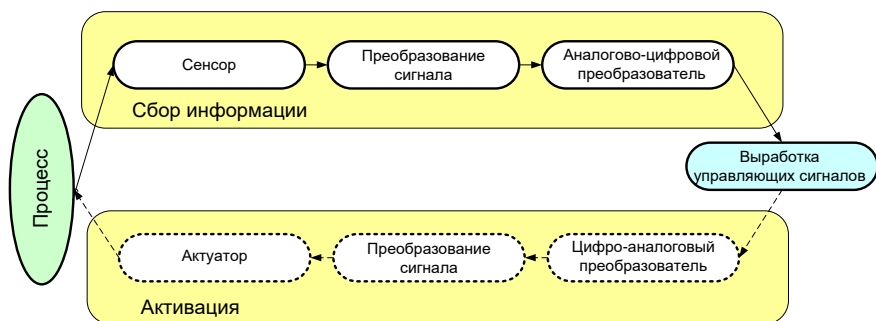 Сенсор
Преобразование
сигнала
Аналогово-цифровой
преобразователь
Сбор информации
Процесс
Выработка
управляющих сигналов
Актуатор
Преобразование
сигнала
Цифро-аналоговый
преобразователь
Активация